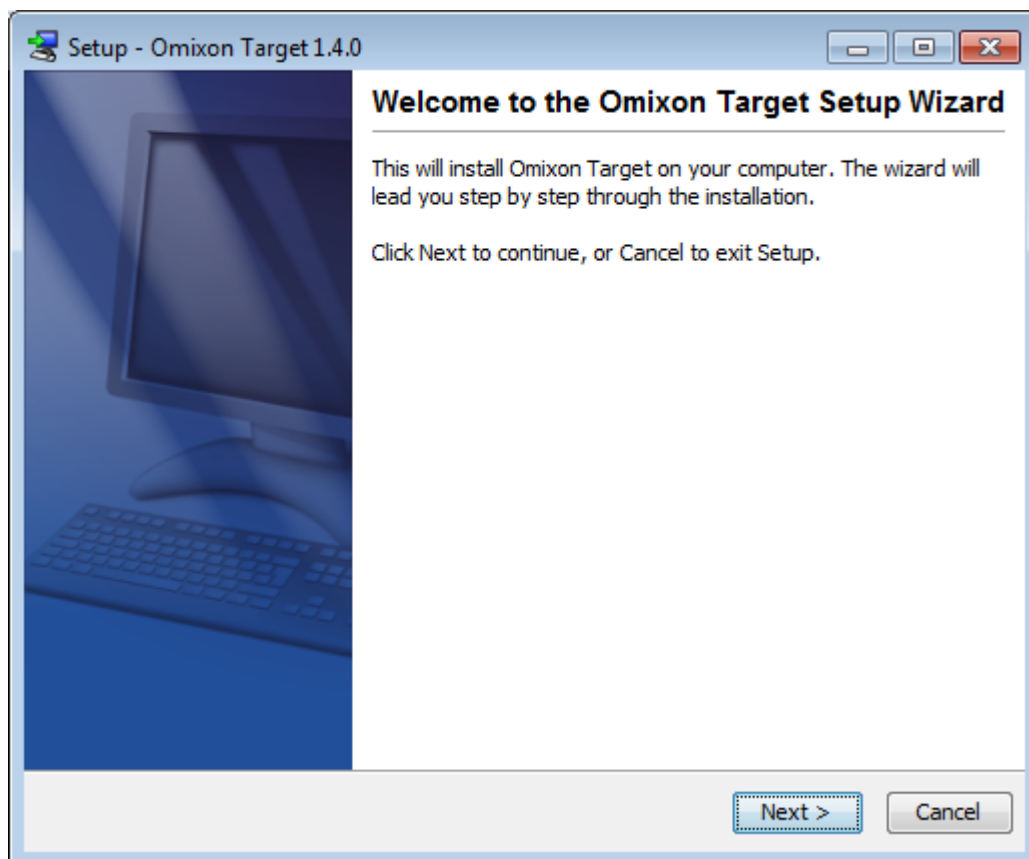 Setup - Omixon Target 1.4.0
Welcome to the Omixon Target Setup Wizard
This will install Omixon Target on your computer. The wizard will
lead you step by step through the installation.
Click Next to continue, or Cancel to exit Setup.
Next > Cancel